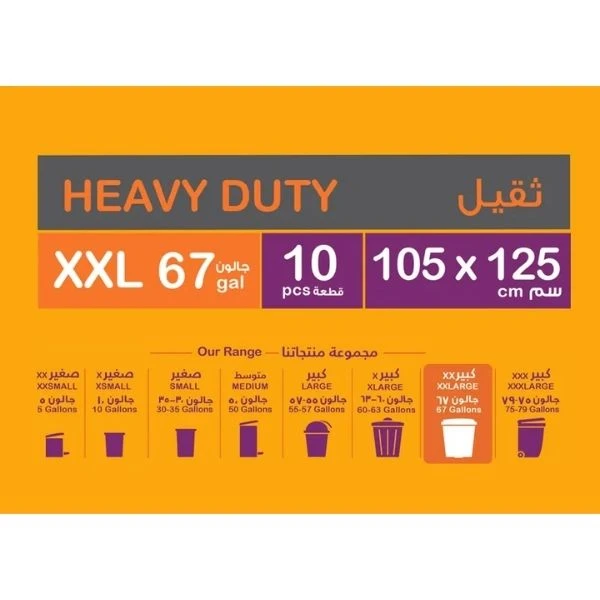 HEAVY DUTY ثقيل
XXL 67 جالون gal
10 قطعة pcs
105 x 125 سم cm
Our Range مجموعة منتجاتنا
صغير xx
XXSMALL
٥ جالون
5 Gallons
صغير x
XSMALL
١٠ جالون
10 Gallons
صغير
SMALL
٣٠-٣٥ جالون
30-35 Gallons
متوسط
MEDIUM
٥٠ جالون
50 Gallons
كبير
LARGE
٥٥-٥٧ جالون
55-57 Gallons
كبير x
XLARGE
٦٠-٦٣ جالون
60-63 Gallons
كبير xx
XXLARGE
٦٧ جالون
67 Gallons
كبير xxx
XXXLARGE
٧٥-٧٩ جالون
75-79 Gallons